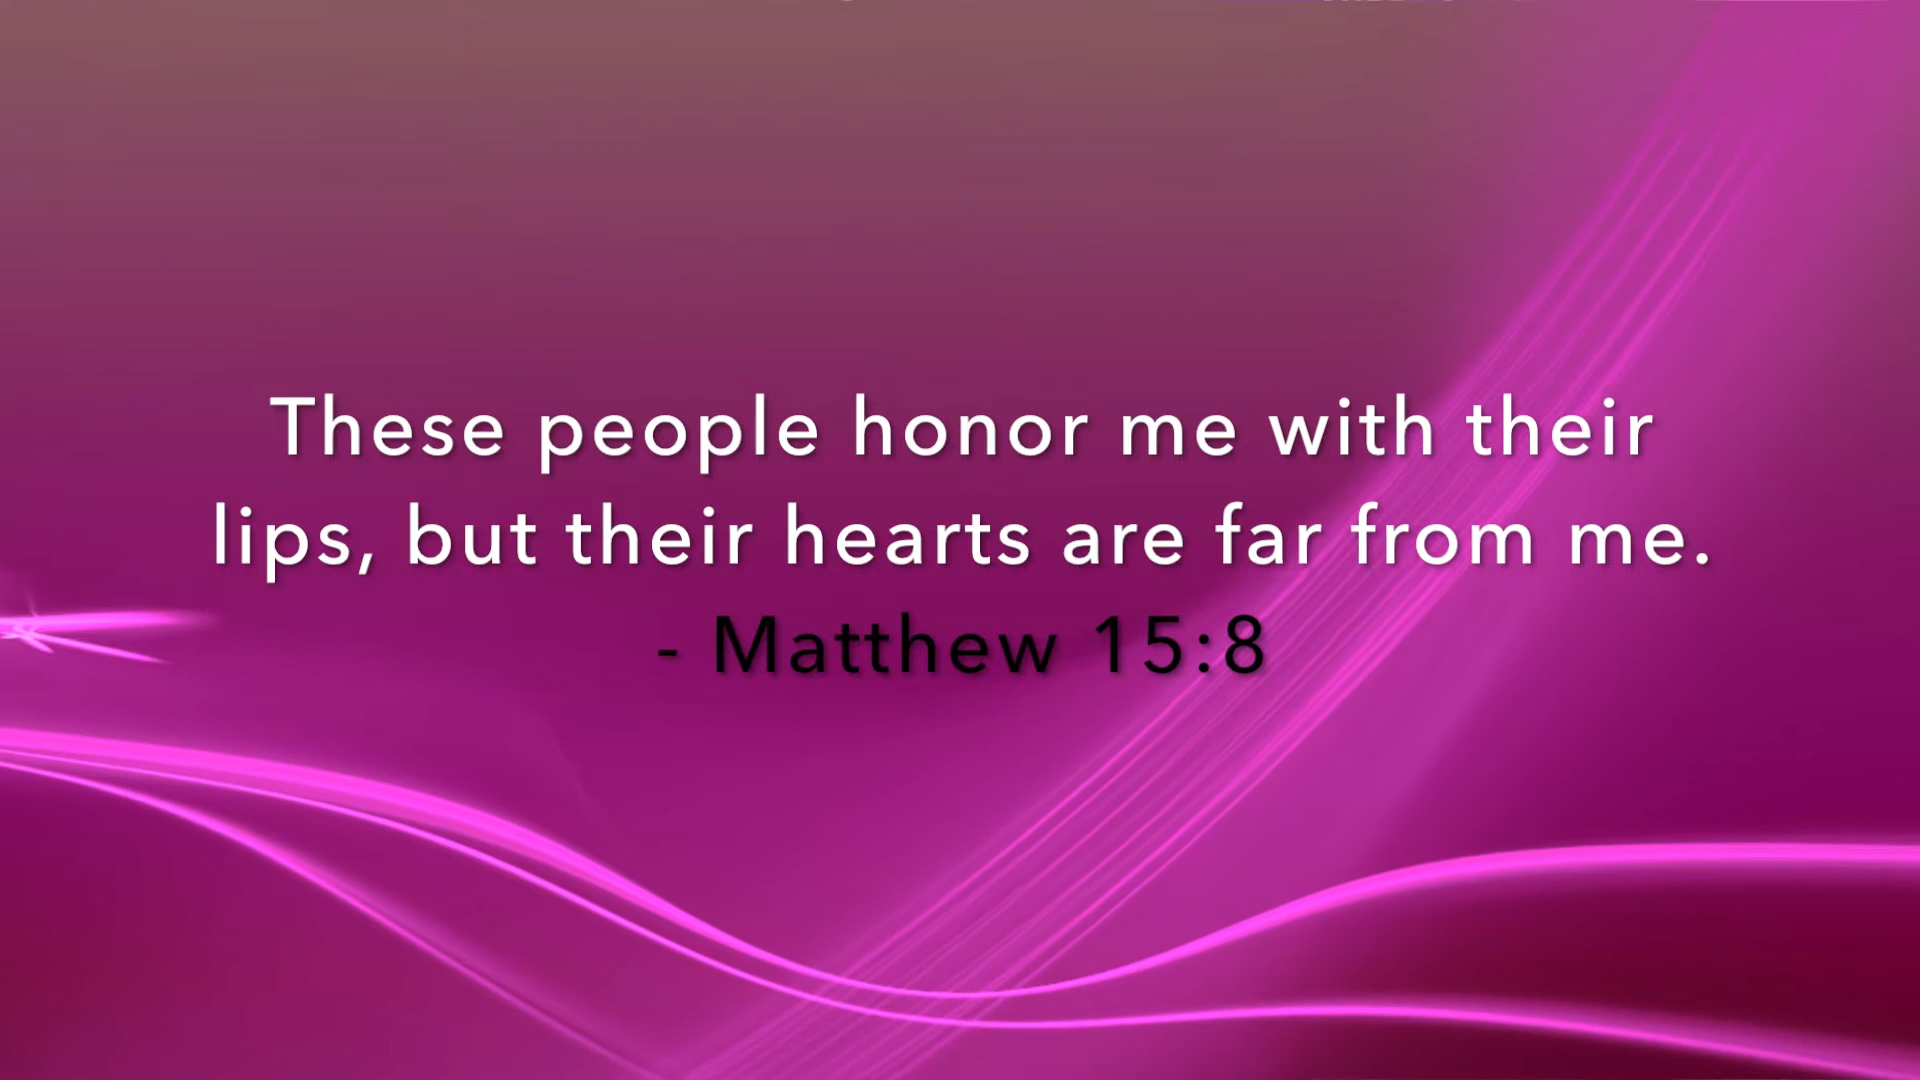 These people honor me with their
lips, but their hearts are far from me.
- Matthew 15:8